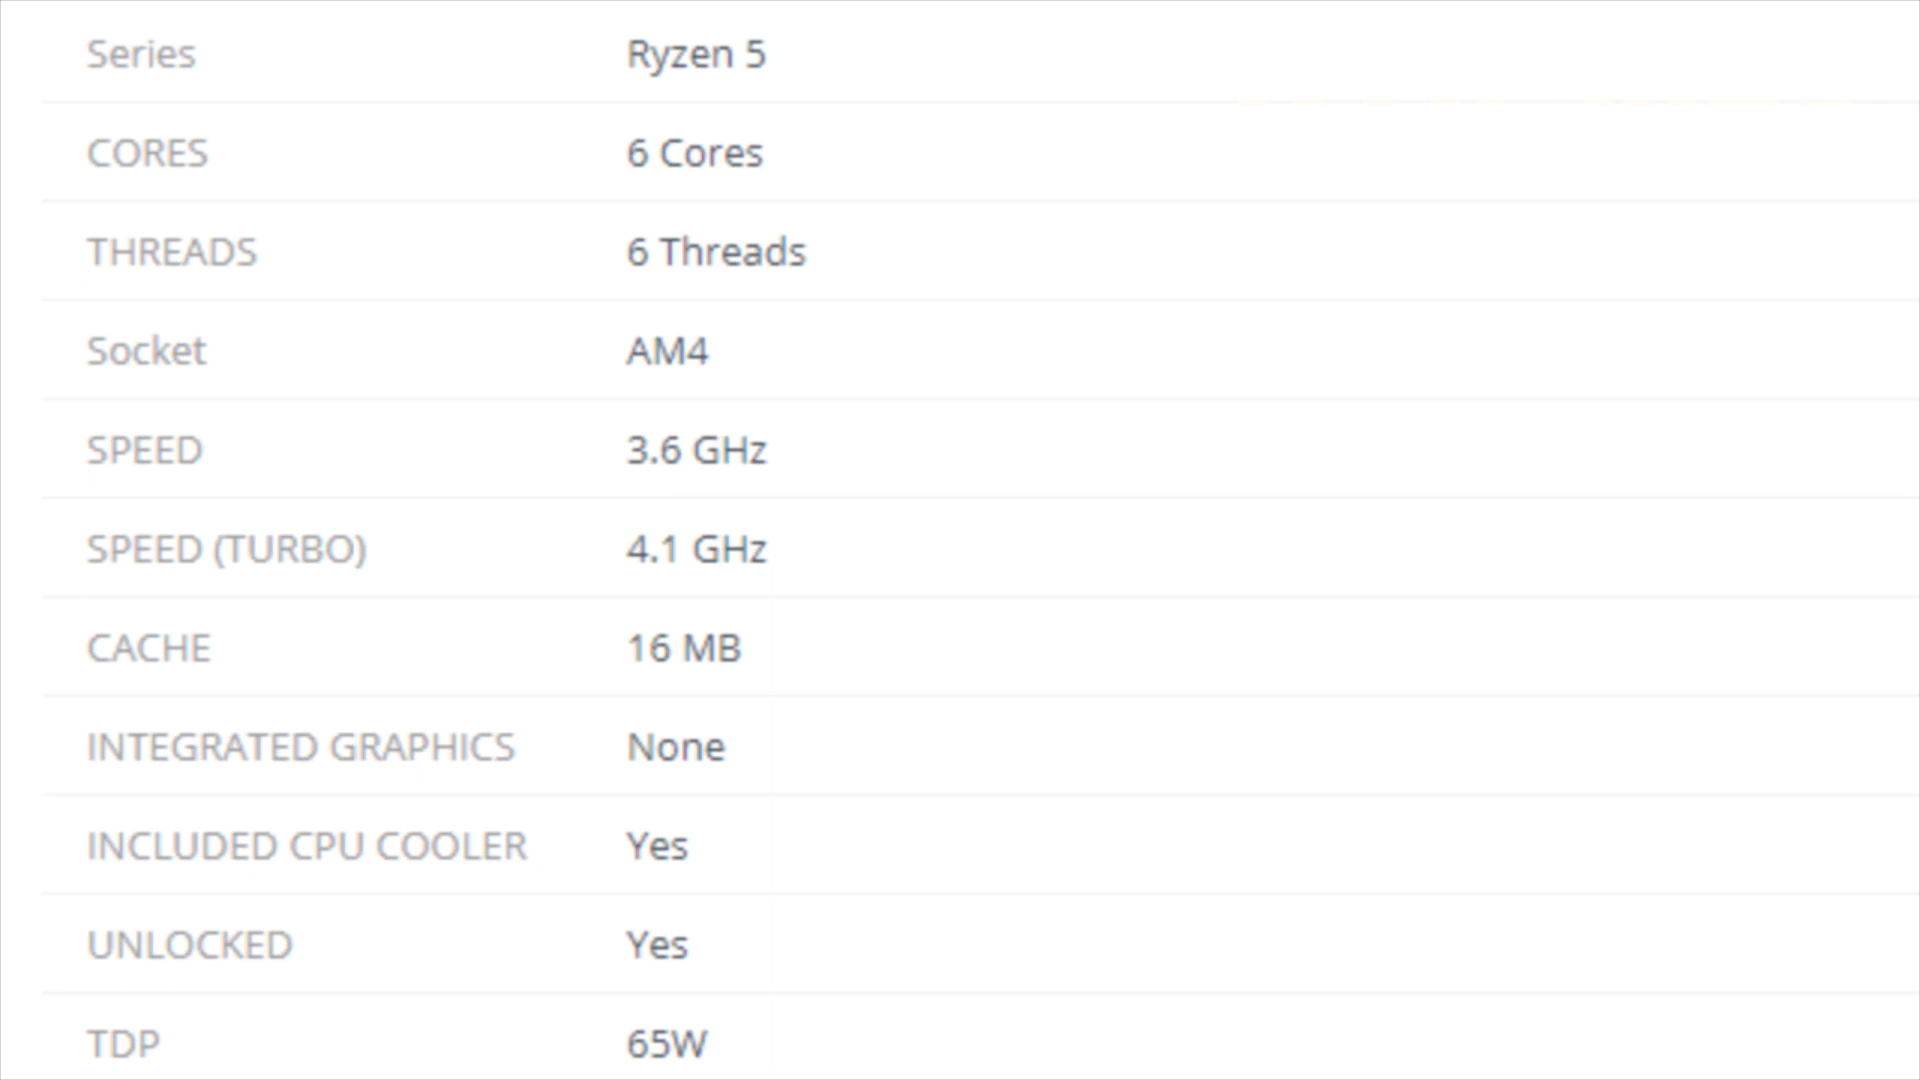 Series Ryzen 5
CORES 6 Cores
THREADS 6 Threads
Socket AM4
SPEED 3.6 GHz
SPEED (TURBO) 4.1 GHz
CACHE 16 MB
INTEGRATED GRAPHICS None
INCLUDED CPU COOLER Yes
UNLOCKED Yes
TDP 65W